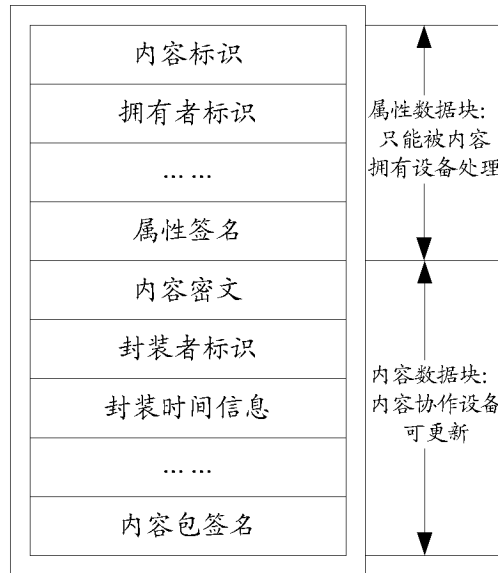 内容标识
拥有者标识
……
属性签名
内容密文
封装者标识
封装时间信息
……
内容包签名
属性数据块:
只能被内容
拥有设备处理
内容数据块:
内容协作设备
可更新